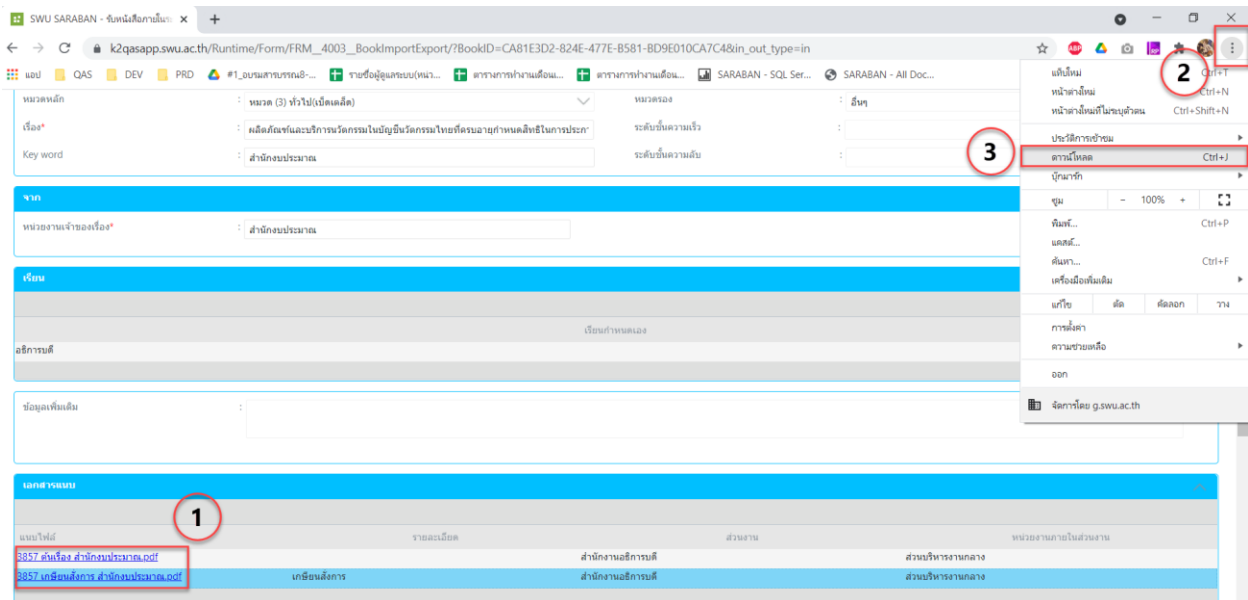 SWU SARABAN - รับหนังสือภายใน
k2qasapp.swu.ac.th/Runtime/Form/FRM__4003__BookImportExport/?BookID=CA81E3D2-824E-477E-B581-BD9E010CA7C4&in_out_type=in
แอป QAS DEV PRD #1_อบรมสารบรรณ8-... รายชื่อผู้ดูแลระบบ(หน่ว... ตารางการทำงานเดือน... ตารางการทำงานเดือน... SARABAN - SQL Ser... SARABAN - All Doc...
หมวดหลัก : หมวด (3) ทั่วไป(เบ็ดเตล็ด) หมวดรอง : อื่นๆ
เรื่อง* : ผลิตภัณฑ์และบริการนวัตกรรมในบัญชีนวัตกรรมไทยที่ครบอายุกำหนดสิทธิในการประกา ระดับชั้นความเร็ว :
Key word : สำนักงบประมาณ ระดับชั้นความลับ :
จาก
หน่วยงานเจ้าของเรื่อง* : สำนักงบประมาณ
เรียน
เรียนกำหนดเอง
อธิการบดี
ข้อมูลเพิ่มเติม :
เอกสารแนบ
1
แนบไฟล์ รายละเอียด ส่วนงาน หน่วยงานภายในส่วนงาน
3857 ต้นเรื่อง สำนักงบประมาณ.pdf สำนักงานอธิการบดี ส่วนบริหารงานกลาง
3857 เกษียนสั่งการ สำนักงบประมาณ.pdf เกษียนสั่งการ สำนักงานอธิการบดี ส่วนบริหารงานกลาง
2
แท็บใหม่ Ctrl+T
หน้าต่างใหม่ Ctrl+N
หน้าต่างใหม่ที่ไม่ระบุตัวตน Ctrl+Shift+N
ประวัติการเข้าชม
3
ดาวน์โหลด Ctrl+J
บุ๊กมาร์ก
ซูม - 100% +
พิมพ์... Ctrl+P
แคสต์...
ค้นหา... Ctrl+F
เครื่องมือเพิ่มเติม
แก้ไข ตัด คัดลอก วาง
การตั้งค่า
ความช่วยเหลือ
ออก
จัดการโดย g.swu.ac.th